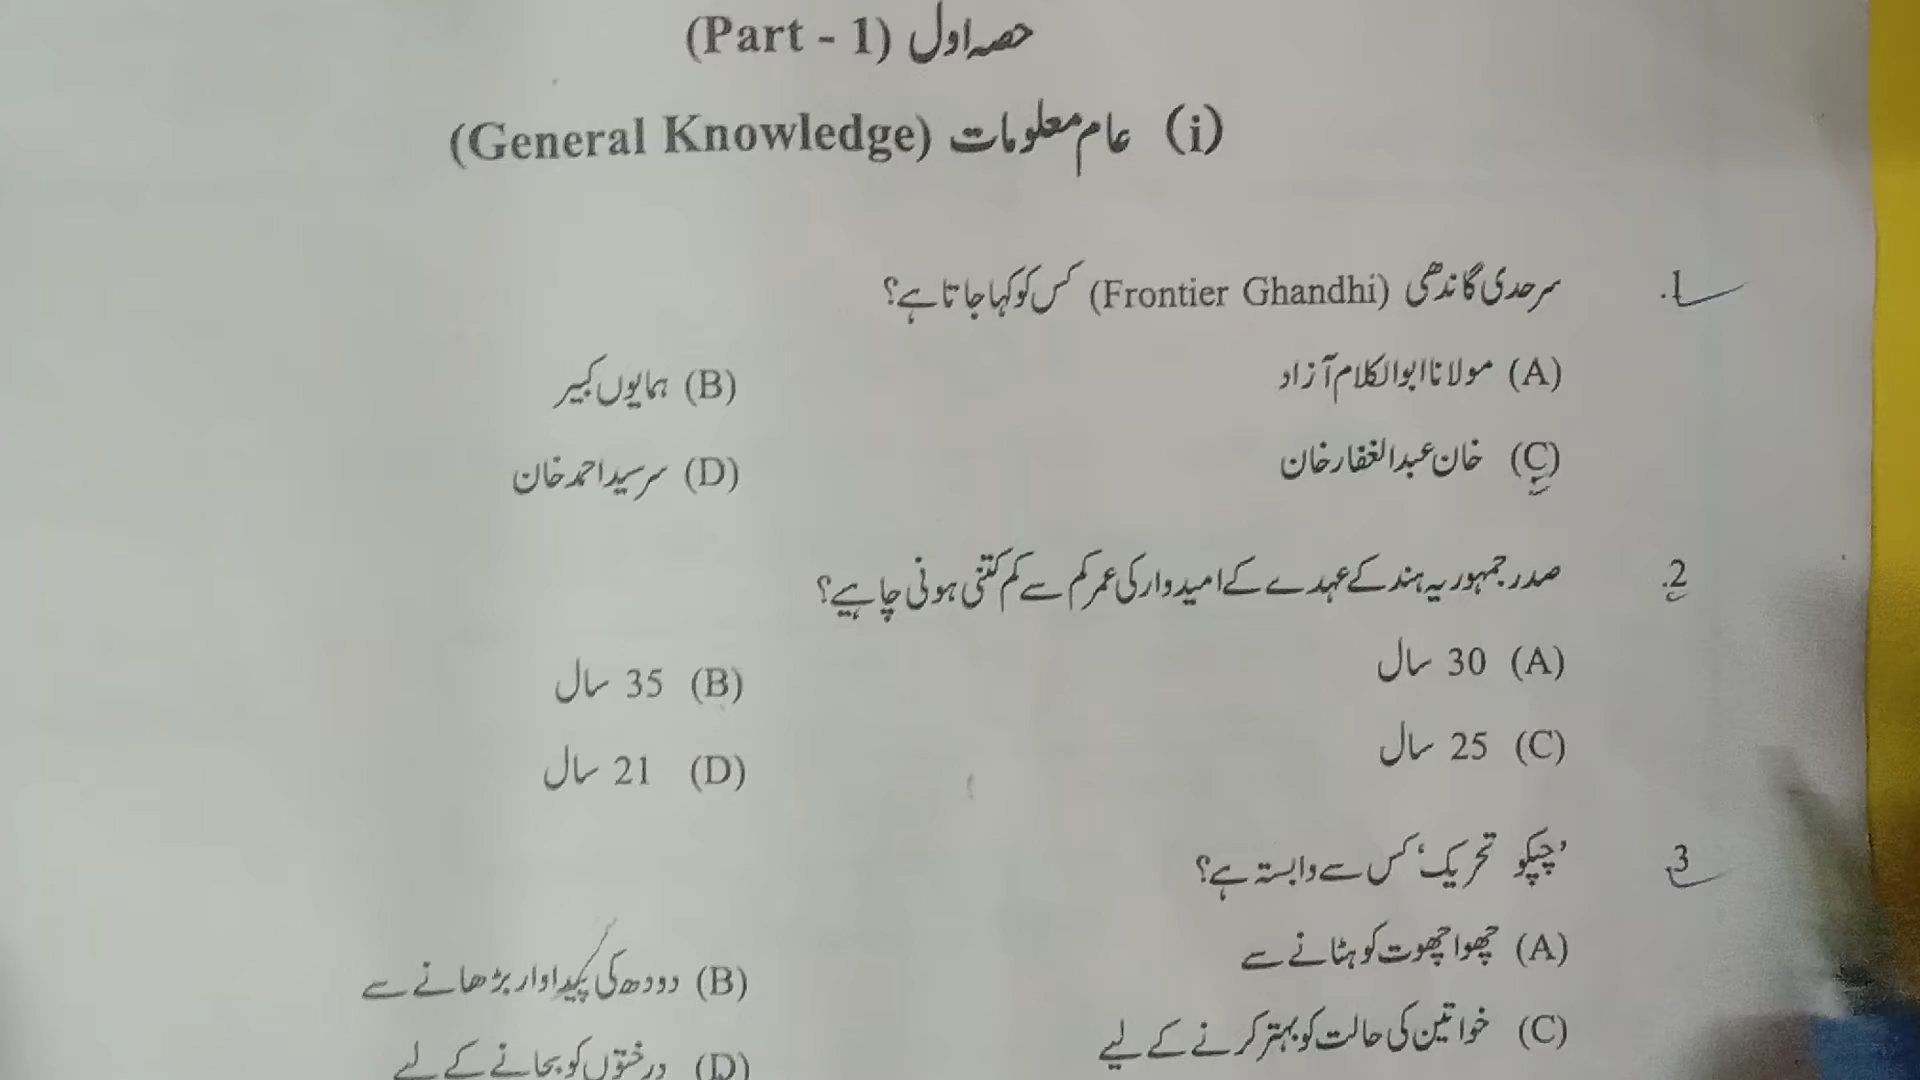 حصہ اول (Part - 1)
(i) عام معلومات (General Knowledge)
1. سرحدی گاندھی (Frontier Ghandhi) کس کو کہا جاتا ہے؟
(A) مولانا ابوالکلام آزاد (B) ہمایوں کبیر
(C) خان عبدالغفار خان (D) سرسید احمد خان
2. صدر جمہوریہ ہند کے عہدے کے امیدوار کی عمر کم سے کم کتنی ہونی چاہیے؟
(A) 30 سال (B) 35 سال
(C) 25 سال (D) 21 سال
3. ’چپکو تحریک‘ کس سے وابستہ ہے؟
(A) چھوا چھوت کو ہٹانے سے (B) دودھ کی پیداوار بڑھانے سے
(C) خواتین کی حالت کو بہتر کرنے کے لیے (D) درختوں کو بچانے کے لیے